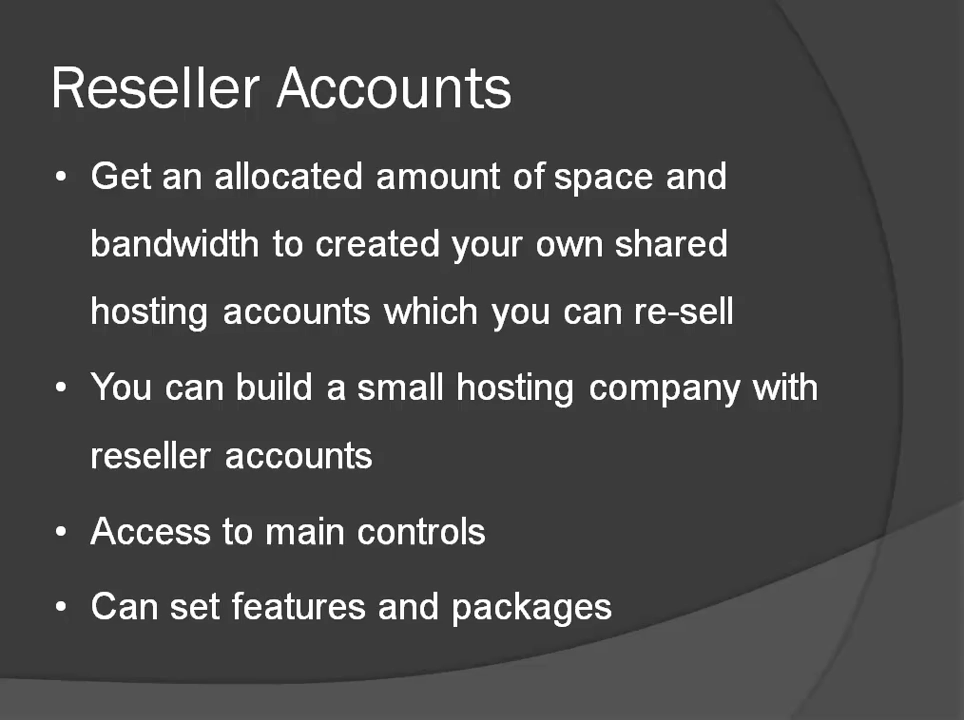 Reseller Accounts
• Get an allocated amount of space and
bandwidth to created your own shared
hosting accounts which you can re-sell
• You can build a small hosting company with
reseller accounts
• Access to main controls
• Can set features and packages